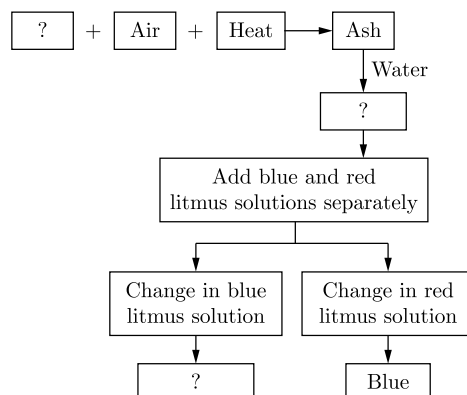 ? + Air + Heat Ash
Water
?
Add blue and red
litmus solutions separately
Change in blue
litmus solution
Change in red
litmus solution
?
Blue